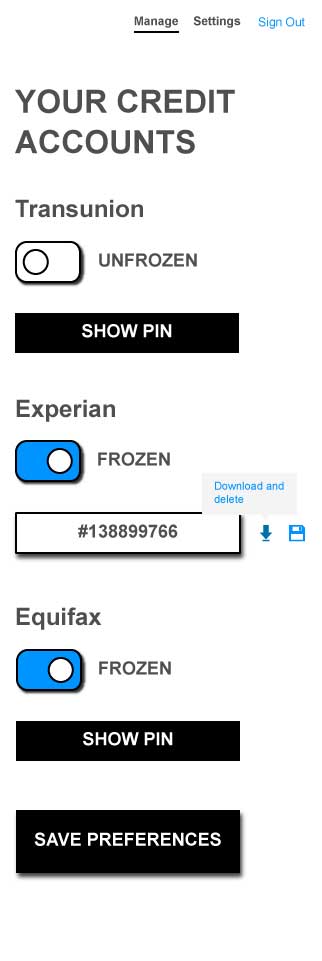 Manage Settings Sign Out
YOUR CREDIT
ACCOUNTS
Transunion
UNFROZEN
SHOW PIN
Experian
FROZEN
Download and
delete
#138899766
Equifax
FROZEN
SHOW PIN
SAVE PREFERENCES